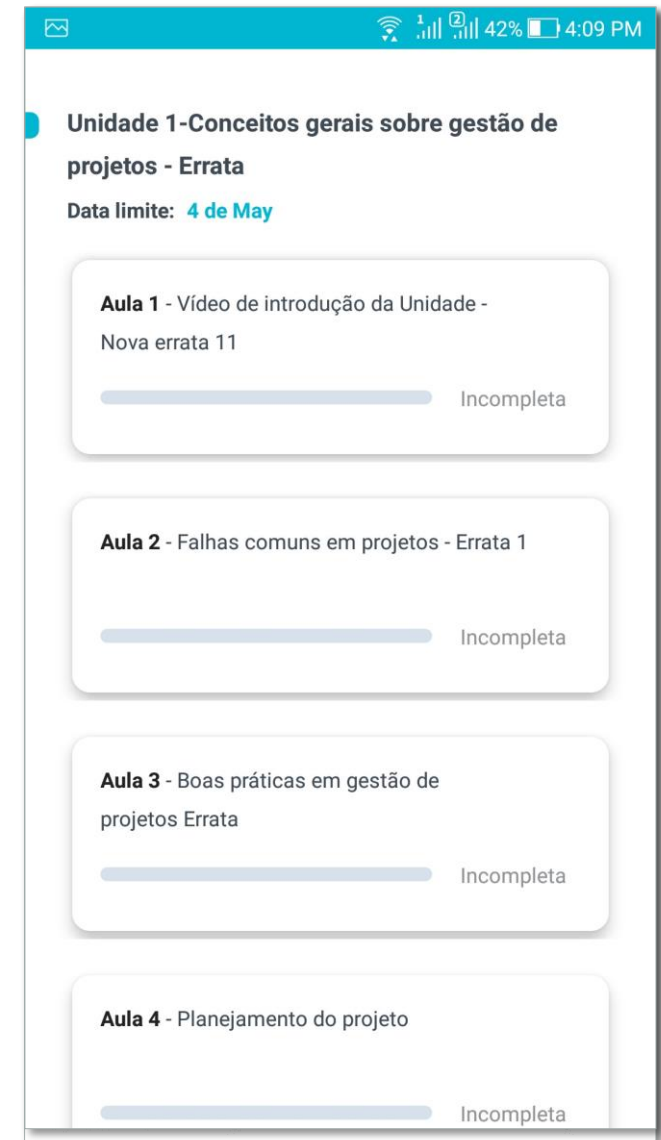 1 2 42% 4:09 PM
Unidade 1-Conceitos gerais sobre gestão de
projetos - Errata
Data limite: 4 de May
Aula 1 - Vídeo de introdução da Unidade -
Nova errata 11
Incompleta
Aula 2 - Falhas comuns em projetos - Errata 1
Incompleta
Aula 3 - Boas práticas em gestão de
projetos Errata
Incompleta
Aula 4 - Planejamento do projeto
Incompleta